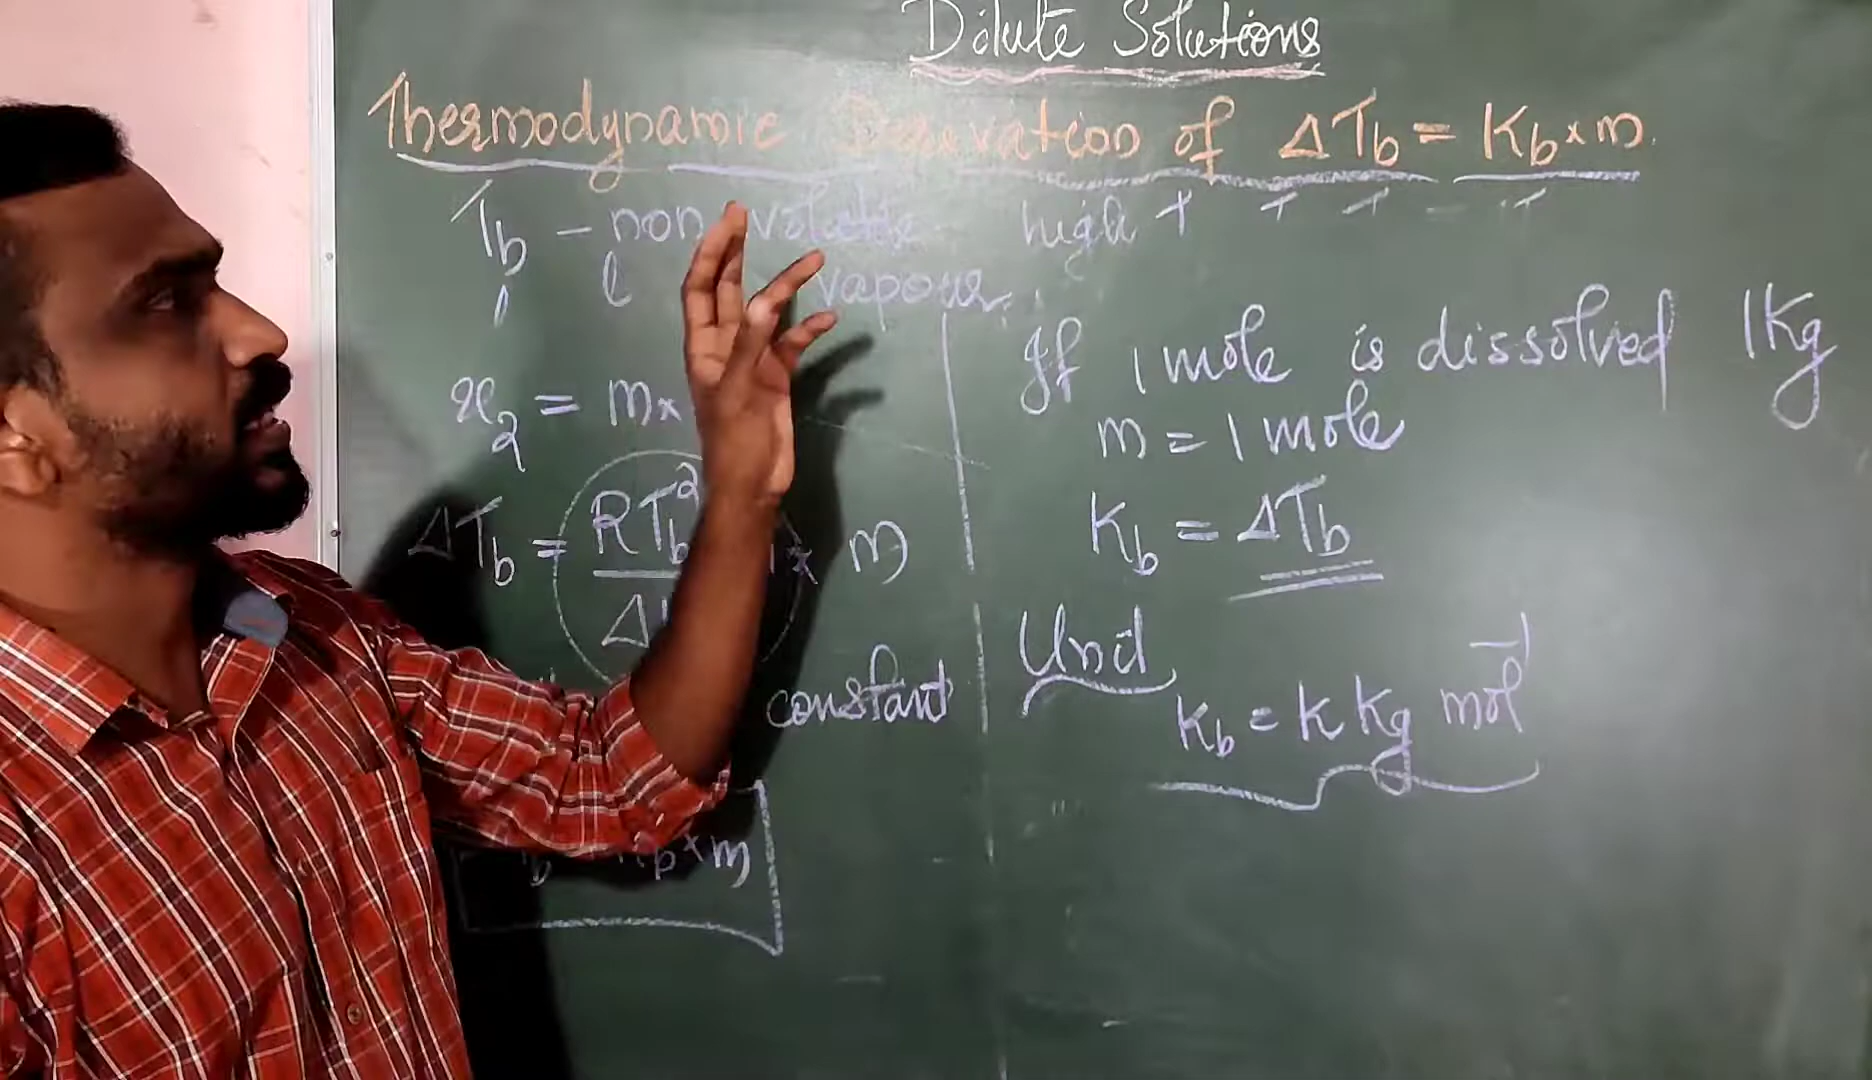 Dilute Solutions
Thermodynamic Derivation of ΔTb = Kb × m
Tb – non volatile high T
l vapour
x₂ = m ×
ΔTb = RTb² × m
Δ
constant
b × m
If 1 mole is dissolved 1Kg
m = 1 mole
Kb = ΔTb
Unit
Kb = K Kg mol⁻¹